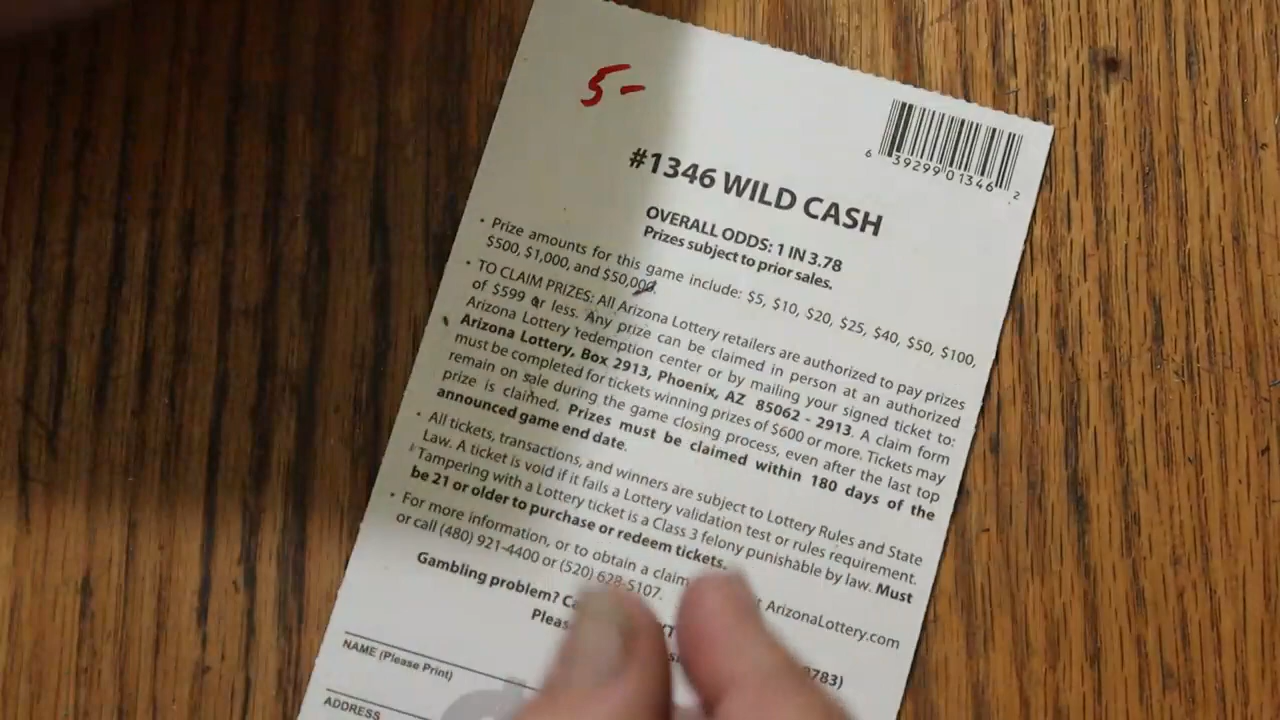 5-
6 39299 01346 2
#1346 WILD CASH
OVERALL ODDS: 1 IN 3.78
Prizes subject to prior sales.
• Prize amounts for this game include: $5, $10, $20, $25, $40, $50, $100,
$500, $1,000, and $50,000.
• TO CLAIM PRIZES: All Arizona Lottery retailers are authorized to pay prizes
of $599 or less. Any prize can be claimed in person at an authorized
Arizona Lottery redemption center or by mailing your signed ticket to:
Arizona Lottery, Box 2913, Phoenix, AZ 85062 - 2913. A claim form
must be completed for tickets winning prizes of $600 or more. Tickets may
remain on sale during the game closing process, even after the last top
prize is claimed. Prizes must be claimed within 180 days of the
announced game end date.
• All tickets, transactions, and winners are subject to Lottery Rules and State
Law. A ticket is void if it fails a Lottery validation test or rules requirement.
Tampering with a Lottery ticket is a Class 3 felony punishable by law. Must
be 21 or older to purchase or redeem tickets.
• For more information, or to obtain a claim ArizonaLottery.com
or call (480) 921-4400 or (520) 628-5107.
Gambling problem?
NAME (Please Print)
ADDRESS